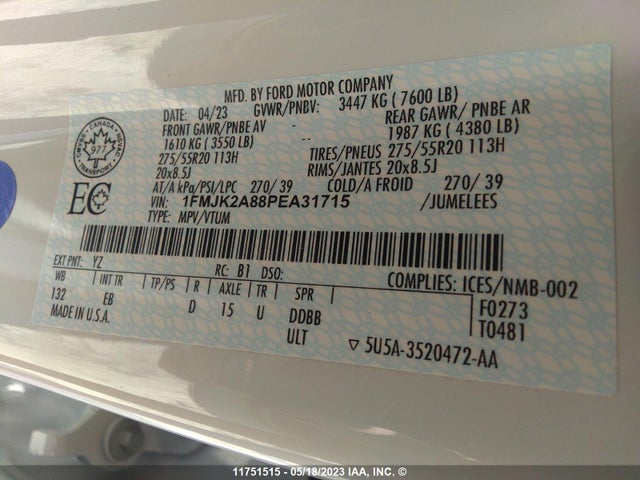 MFD. BY FORD MOTOR COMPANY
DATE: 04/23 GVWR/PNBV: 3447 KG ( 7600 LB)
FRONT GAWR/PNBE AV - REAR GAWR/ PNBE AR
1610 KG ( 3550 LB) -- 1987 KG ( 4380 LB)
275/55R20 113H TIRES/PNEUS 275/55R20 113H
20x8.5J RIMS/JANTES 20x8.5J
AT/A kPa/PSI/LPC 270/ 39 COLD/A FROID 270/ 39
VIN: 1FMJK2A88PEA31715 /JUMELEES
TYPE: MPV/VTUM
CANADA
977
TRANSPORT
EC
EXT PNT: YZ RC: B1 DSO: COMPLIES: ICES/NMB-002
WB INT TR TP/PS R AXLE TR SPR F0273
132 EB D 15 U DDBB T0481
MADE IN U.S.A. ULT ▽ 5U5A-3520472-AA
11751515 - 05/18/2023 IAA, INC. ©